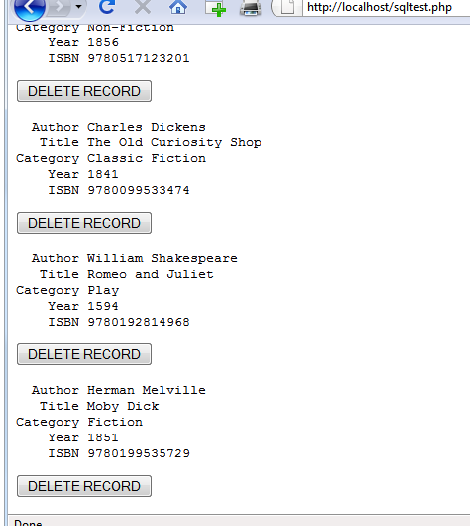 http://localhost/sqltest.php
Category Non-Fiction
Year 1856
ISBN 9780517123201
DELETE RECORD
Author Charles Dickens
Title The Old Curiosity Shop
Category Classic Fiction
Year 1841
ISBN 9780099533474
DELETE RECORD
Author William Shakespeare
Title Romeo and Juliet
Category Play
Year 1594
ISBN 9780192814968
DELETE RECORD
Author Herman Melville
Title Moby Dick
Category Fiction
Year 1851
ISBN 9780199535729
DELETE RECORD
Done